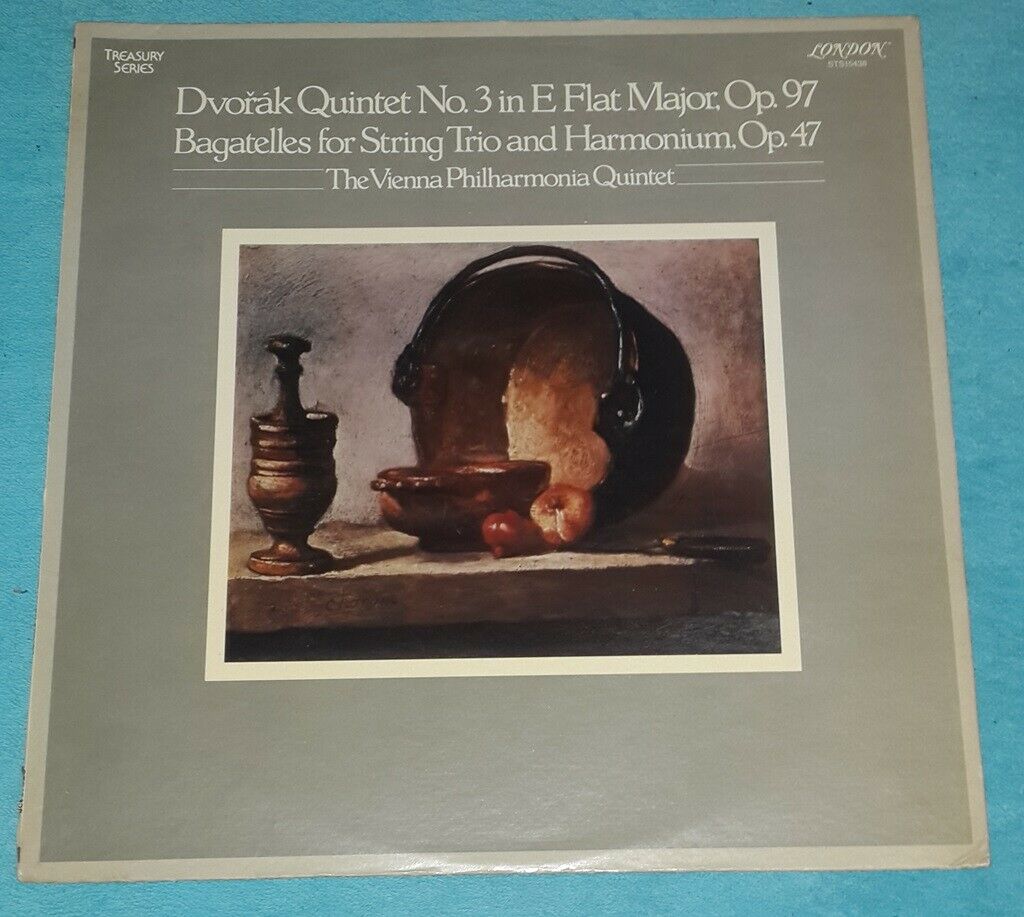 TREASURY
SERIES
LONDON
STS15438
Dvořák Quintet No. 3 in E Flat Major, Op. 97
Bagatelles for String Trio and Harmonium, Op. 47
The Vienna Philharmonia Quintet